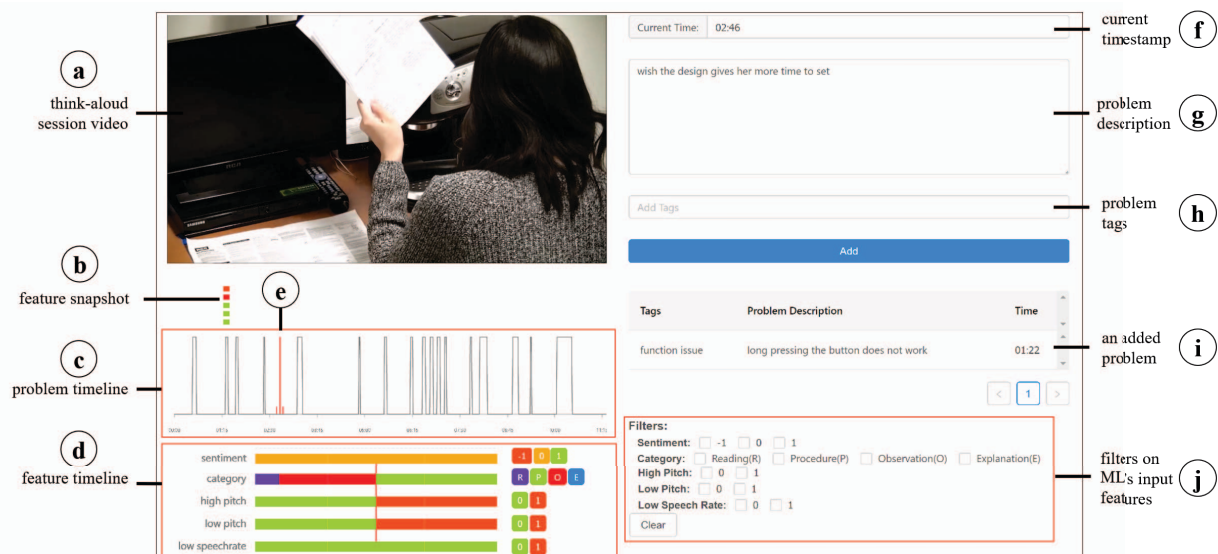 a
think-aloud
session video
b
feature snapshot
e
c
problem timeline
d
feature timeline
sentiment
-1 0 1
category
R P O E
high pitch
0 1
low pitch
0 1
low speechrate
0 1
Current Time: 02:46
wish the design gives her more time to set
Add Tags
Add
Tags Problem Description Time
function issue long pressing the button does not work 01:22
< 1 >
Filters:
Sentiment: -1 0 1
Category: Reading(R) Procedure(P) Observation(O) Explanation(E)
High Pitch: 0 1
Low Pitch: 0 1
Low Speech Rate: 0 1
Clear
current
timestamp
f
problem
description
g
problem
tags
h
an added
problem
i
filters on
ML's input
features
j